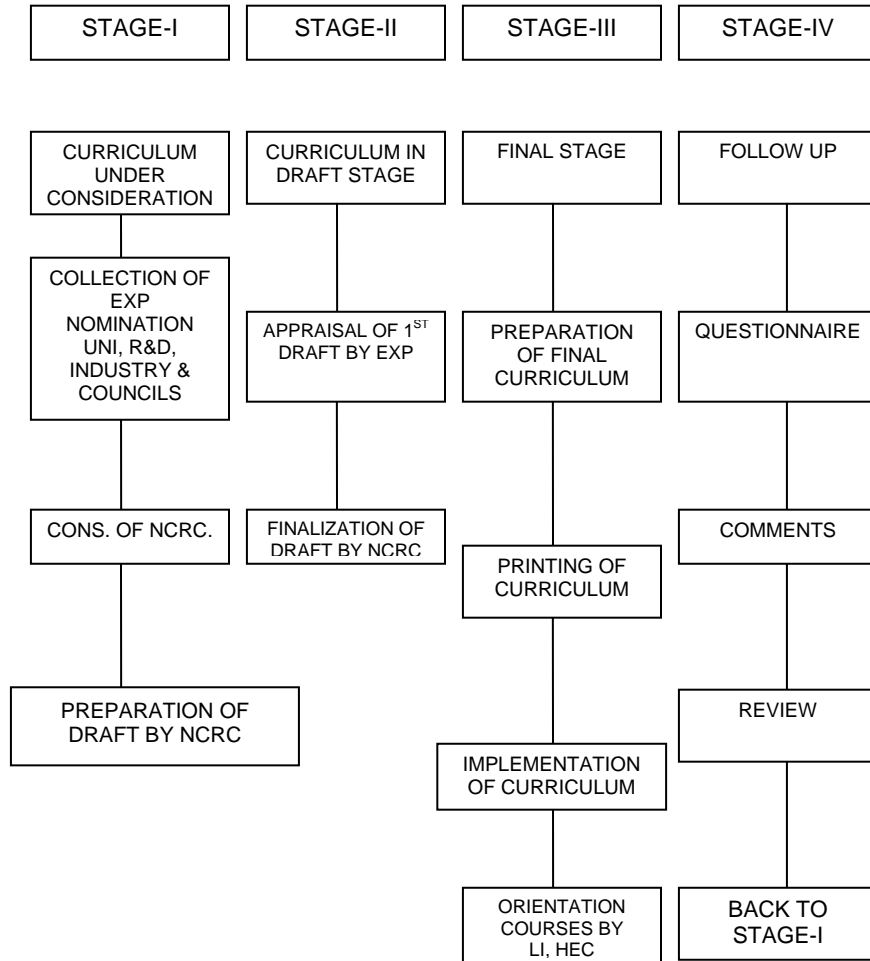 STAGE-I
STAGE-II
STAGE-III
STAGE-IV
CURRICULUM
UNDER
CONSIDERATION
COLLECTION OF
EXP
NOMINATION
UNI, R&D,
INDUSTRY &
COUNCILS
CONS. OF NCRC.
PREPARATION OF
DRAFT BY NCRC
CURRICULUM IN
DRAFT STAGE
APPRAISAL OF 1ST
DRAFT BY EXP
FINALIZATION OF
DRAFT BY NCRC
FINAL STAGE
PREPARATION
OF FINAL
CURRICULUM
PRINTING OF
CURRICULUM
IMPLEMENTATION
OF CURRICULUM
ORIENTATION
COURSES BY
LI, HEC
FOLLOW UP
QUESTIONNAIRE
COMMENTS
REVIEW
BACK TO
STAGE-I